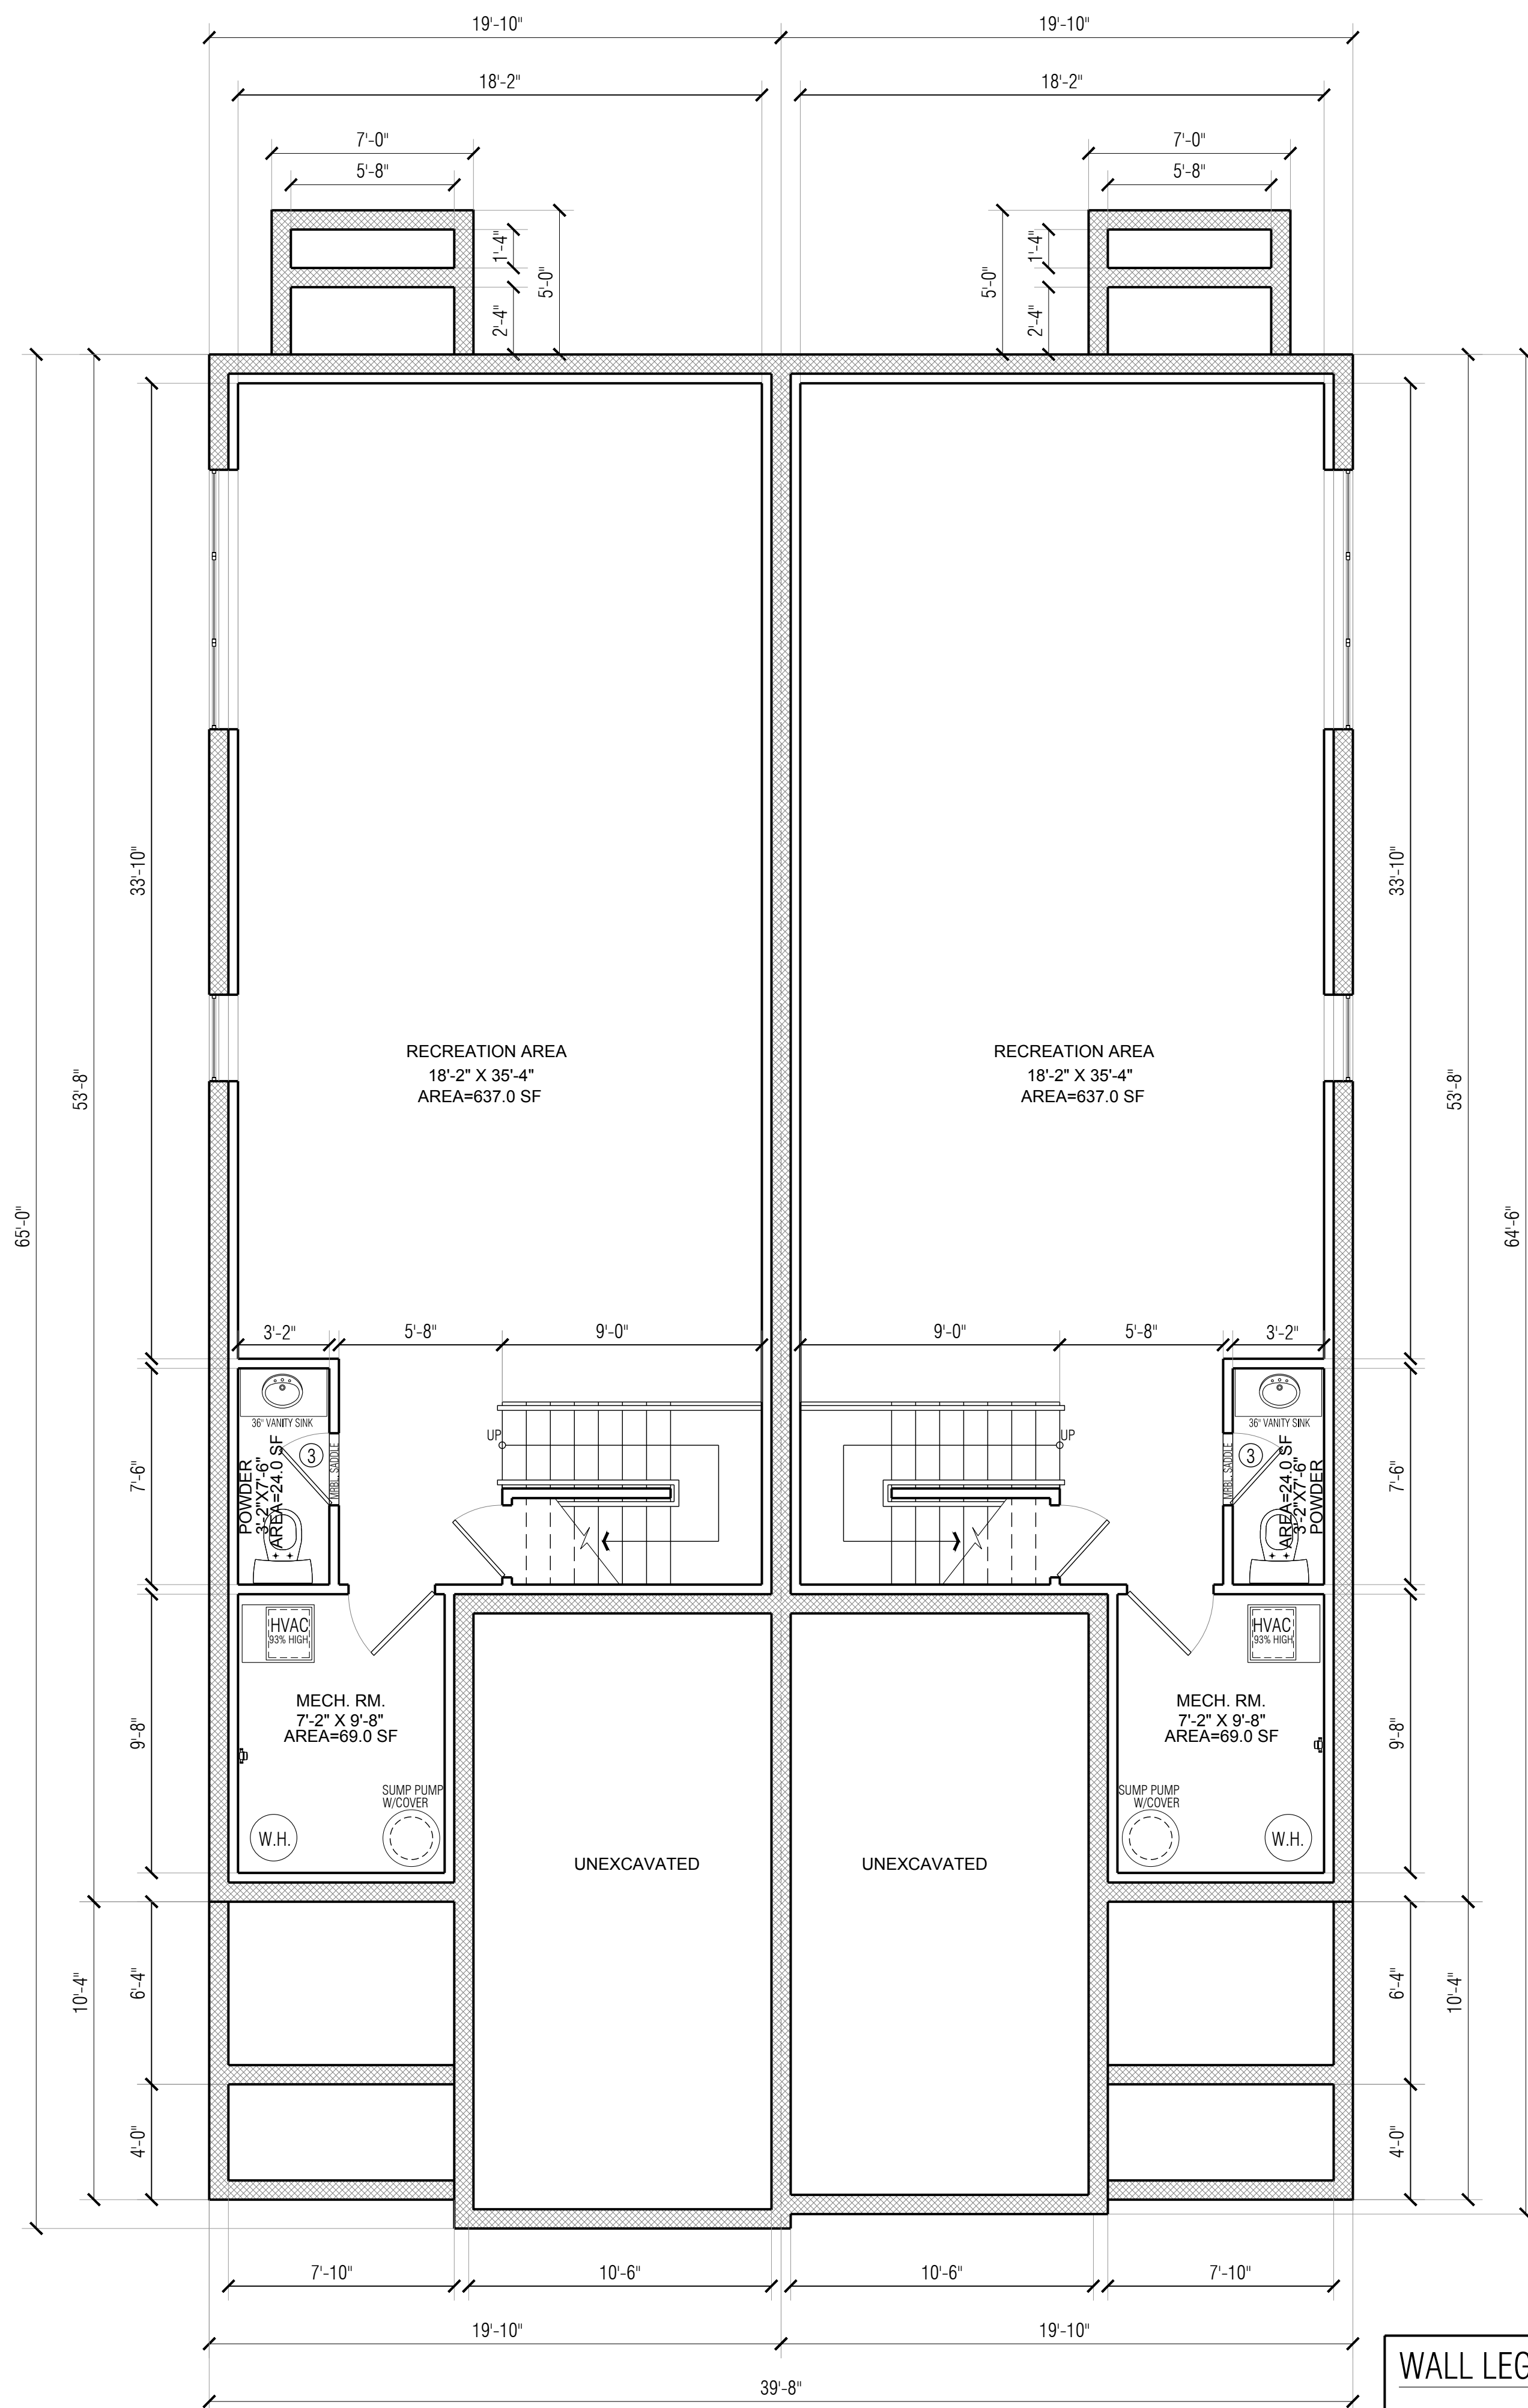 19'-10" 19'-10"
18'-2" 18'-2"
7'-0" 7'-0"
5'-8" 5'-8"
1'-4" 5'-0" 2'-4"
5'-0" 1'-4" 2'-4"
33'-10" 33'-10"
53'-8" 53'-8"
65'-0" 64'-6"
RECREATION AREA
18'-2" X 35'-4"
AREA=637.0 SF
RECREATION AREA
18'-2" X 35'-4"
AREA=637.0 SF
3'-2" 5'-8" 9'-0" 9'-0" 5'-8" 3'-2"
36" VANITY SINK
36" VANITY SINK
UP UP
7'-6" 7'-6"
3
MRBL. SADDLE
POWDER
3'-2"X7'-6"
AREA=24.0 SF
3
MRBL. SADDLE
AREA=24.0 SF
3'-2"X7'-6"
POWDER
HVAC
93% HIGH
HVAC
93% HIGH
9'-8" 9'-8"
MECH. RM.
7'-2" X 9'-8"
AREA=69.0 SF
MECH. RM.
7'-2" X 9'-8"
AREA=69.0 SF
SUMP PUMP
W/COVER
SUMP PUMP
W/COVER
W.H. W.H.
UNEXCAVATED UNEXCAVATED
10'-4" 6'-4" 6'-4" 10'-4"
4'-0" 4'-0"
7'-10" 10'-6" 10'-6" 7'-10"
19'-10" 19'-10"
39'-8"
WALL LEG